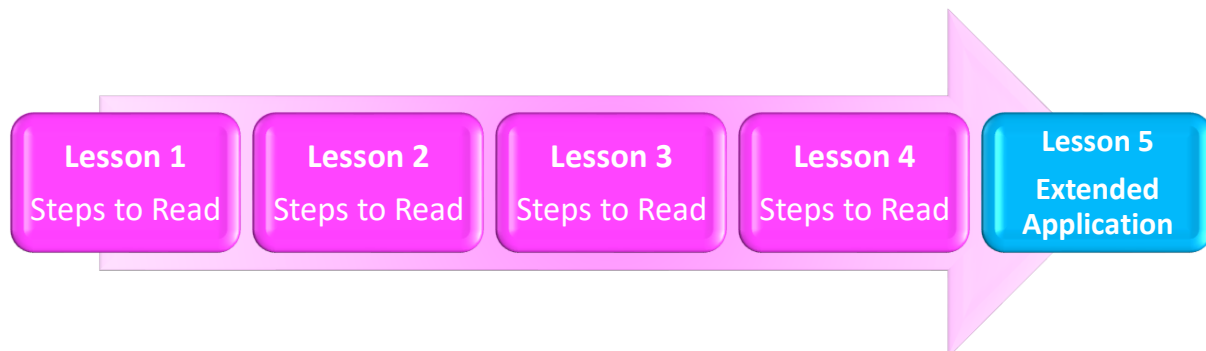 Lesson 1
Steps to Read
Lesson 2
Steps to Read
Lesson 3
Steps to Read
Lesson 4
Steps to Read
Lesson 5
Extended
Application